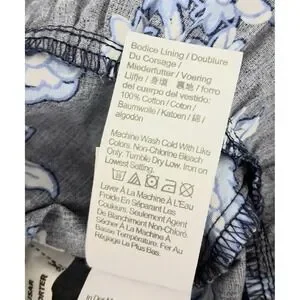 Bodice Lining / Doublure
Du Corsage /
Miederfutter / Voering
Lijfje / 身頃 裏地 / forro
del cuerpo del vestido:
100% Cotton / Coton /
Baumwolle / Katoen / 綿 /
algodón
Machine Wash Cold With Like
Colors. Non-Chlorine Bleach
Only. Tumble Dry Low. Iron on
Lowest Setting.
Laver À La Machine À Eau
Froide En Séparant Les
Couleurs. Seulement Agent
De Blanchiment Non-Chloré.
Sécher À La Machine À
Basse Température. Fer Au
Réglage La Plus Bas.
PORTER